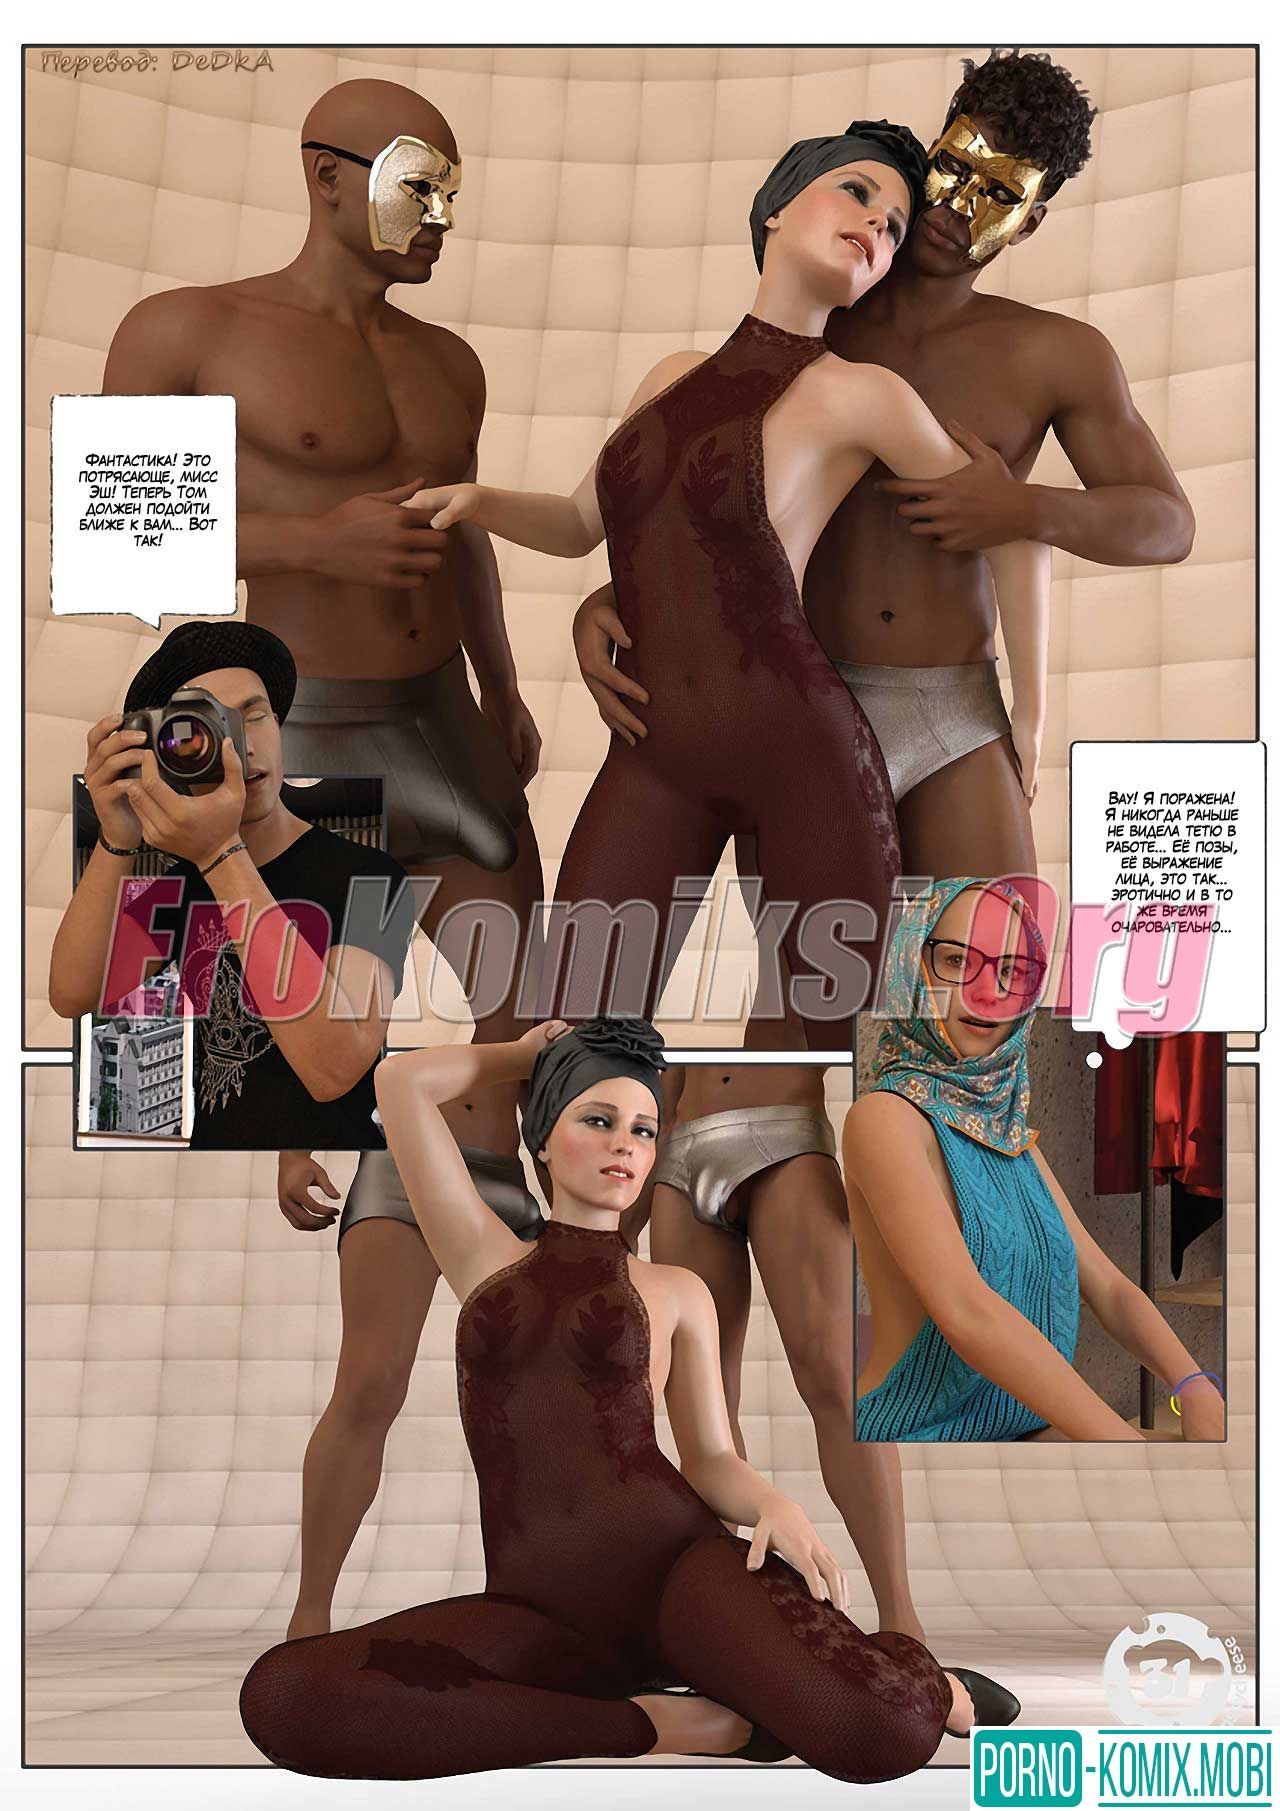 Перевод: DeDkA
Фантастика! Это
потрясающе, мисс
Эш! Теперь Том
должен подойти
ближе к вам... Вот
так!
Вау! Я поражена!
Я никогда раньше
не видела тетю в
работе... Её позы,
её выражение
лица, это так...
эротично и в то
же время
очаровательно...
EroKomiksi.Org
31
PORNO-KOMIX.MOBI